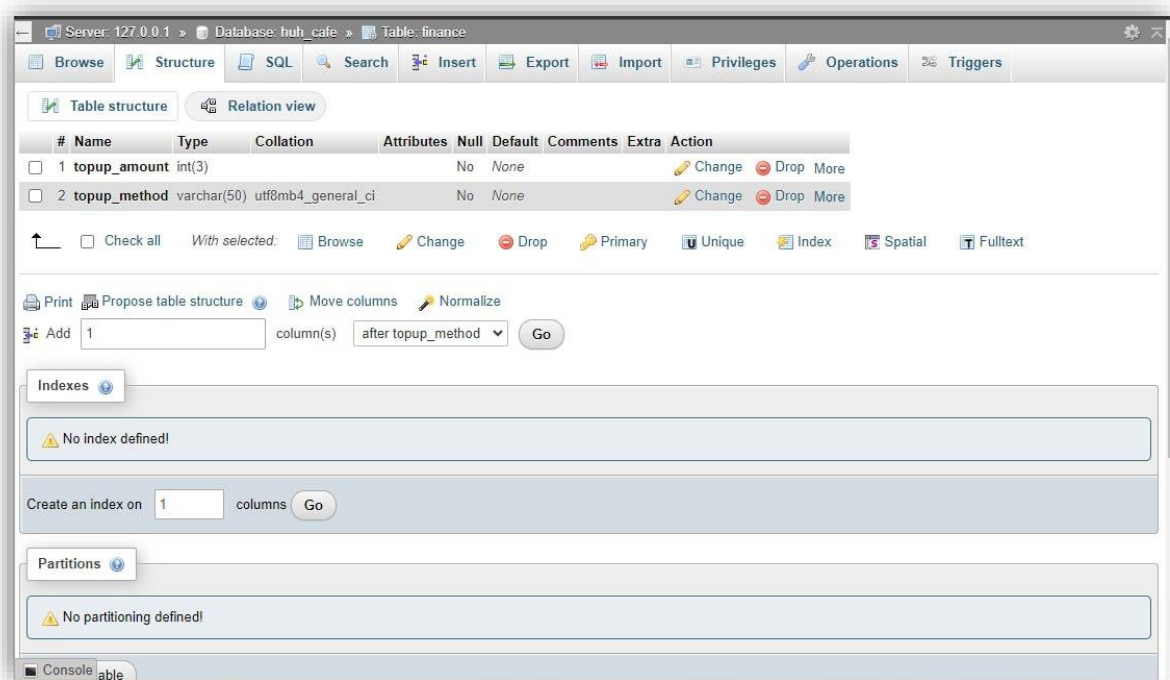 ← Server: 127.0.0.1 » Database: huh_cafe » Table: finance
Browse Structure SQL Search Insert Export Import Privileges Operations Triggers
Table structure Relation view
# Name Type Collation Attributes Null Default Comments Extra Action
1 topup_amount int(3) No None Change Drop More
2 topup_method varchar(50) utf8mb4_general_ci No None Change Drop More
Check all With selected: Browse Change Drop Primary Unique Index Spatial Fulltext
Print Propose table structure Move columns Normalize
Add 1 column(s) after topup_method Go
Indexes
No index defined!
Create an index on 1 columns Go
Partitions
No partitioning defined!
Console able